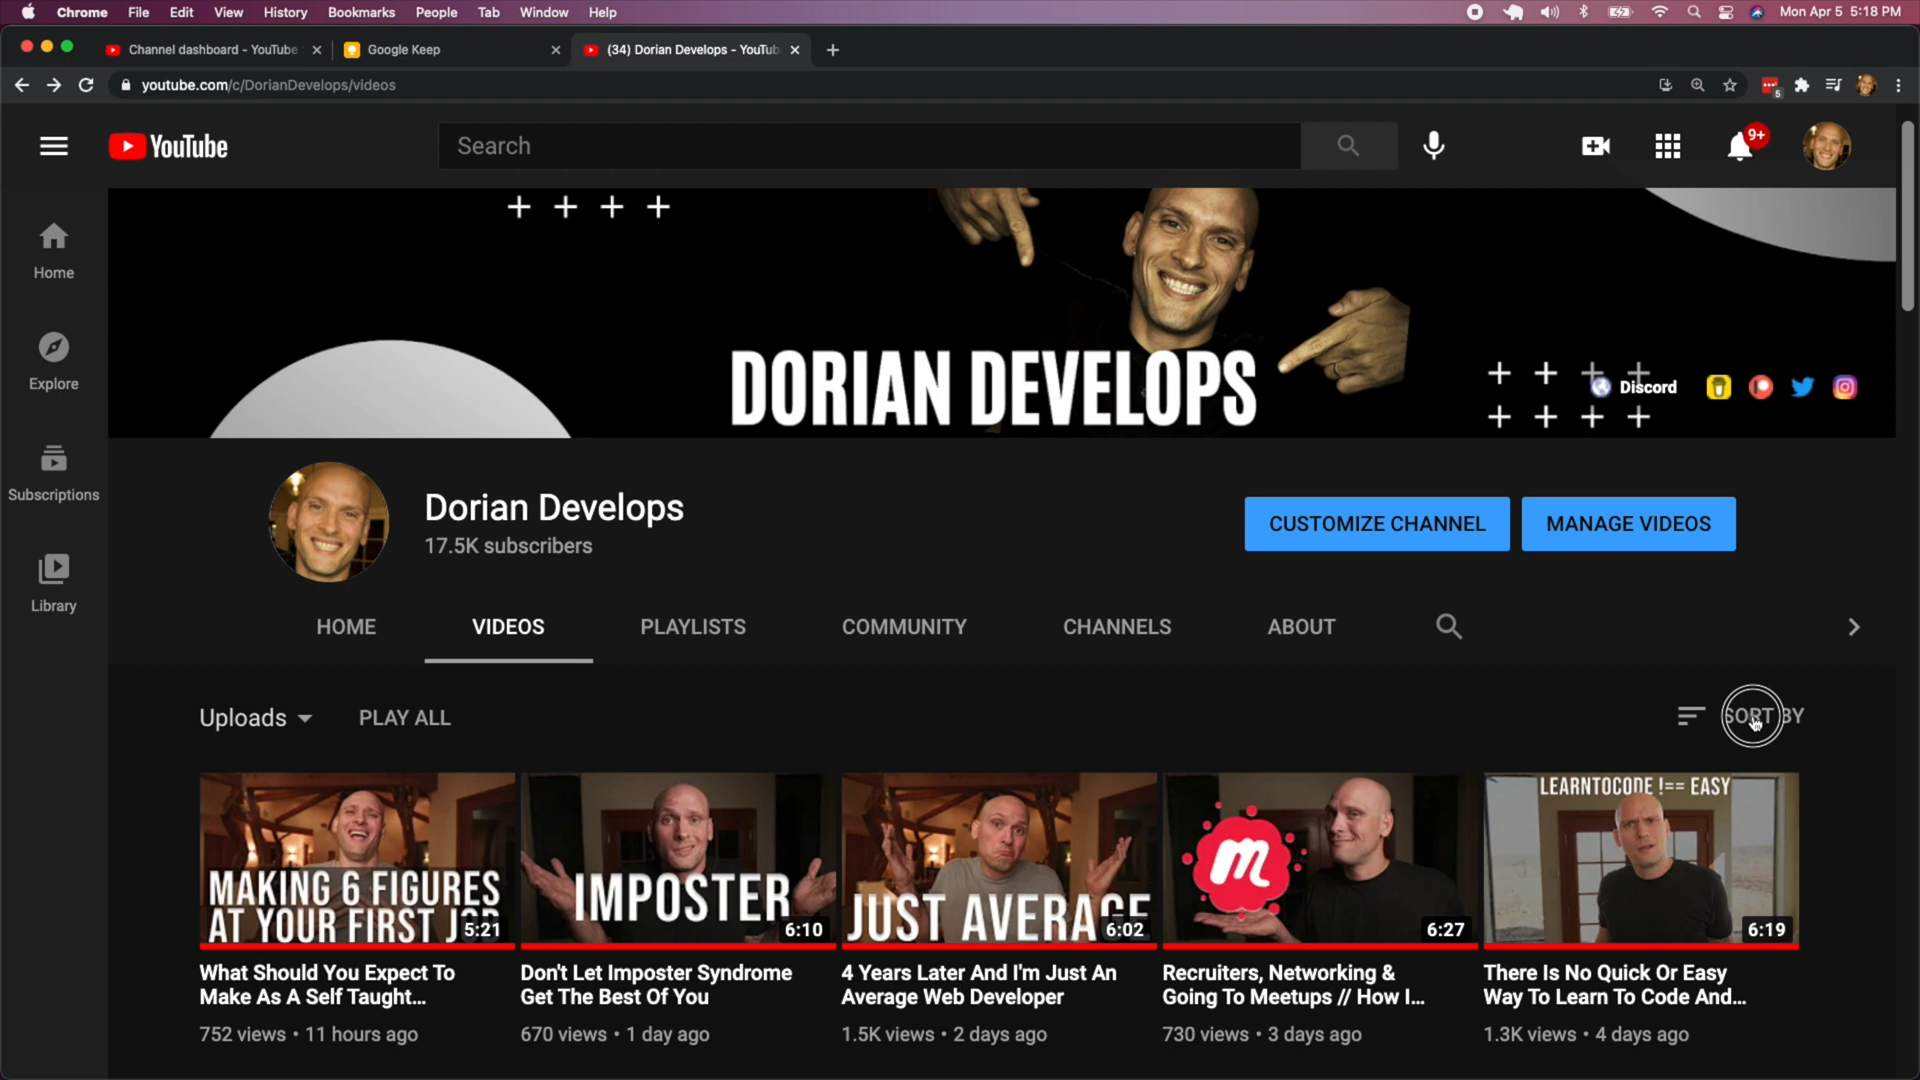 Chrome File Edit View History Bookmarks People Tab Window Help
Mon Apr 5 5:18 PM
Channel dashboard - YouTube
Google Keep
(34) Dorian Develops - YouTub
youtube.com/c/DorianDevelops/videos
5
YouTube
Search
9+
Home
Explore
Subscriptions
Library
DORIAN DEVELOPS
Discord
Dorian Develops
17.5K subscribers
CUSTOMIZE CHANNEL
MANAGE VIDEOS
HOME VIDEOS PLAYLISTS COMMUNITY CHANNELS ABOUT
Uploads PLAY ALL
SORT BY
MAKING 6 FIGURES
AT YOUR FIRST JOB
5:21
IMPOSTER
6:10
JUST AVERAGE
6:02
m
6:27
LEARNTOCODE !== EASY
6:19
What Should You Expect To
Make As A Self Taught...
752 views • 11 hours ago
Don't Let Imposter Syndrome
Get The Best Of You
670 views • 1 day ago
4 Years Later And I'm Just An
Average Web Developer
1.5K views • 2 days ago
Recruiters, Networking &
Going To Meetups // How I...
730 views • 3 days ago
There Is No Quick Or Easy
Way To Learn To Code And...
1.3K views • 4 days ago